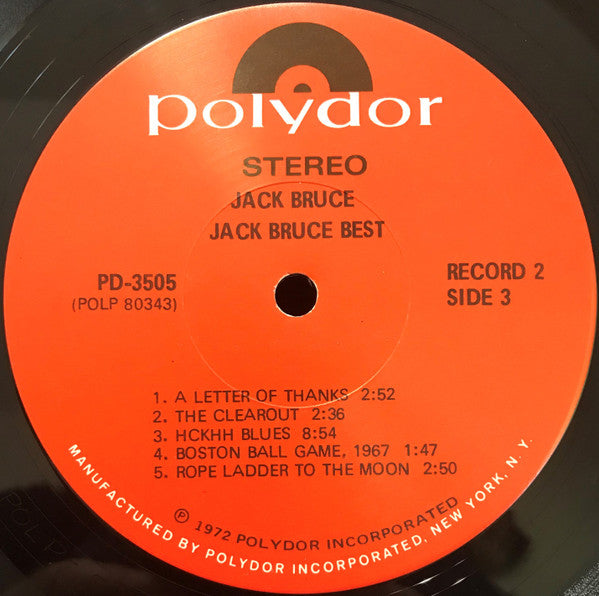 polydor
STEREO
JACK BRUCE
JACK BRUCE BEST
PD-3505
(POLP 80343)
RECORD 2
SIDE 3
1. A LETTER OF THANKS 2:52
2. THE CLEAROUT 2:36
3. HCKHH BLUES 8:54
4. BOSTON BALL GAME, 1967 1:47
5. ROPE LADDER TO THE MOON 2:50
℗ 1972 POLYDOR INCORPORATED
MANUFACTURED BY POLYDOR INCORPORATED, NEW YORK, N. Y.
POLP